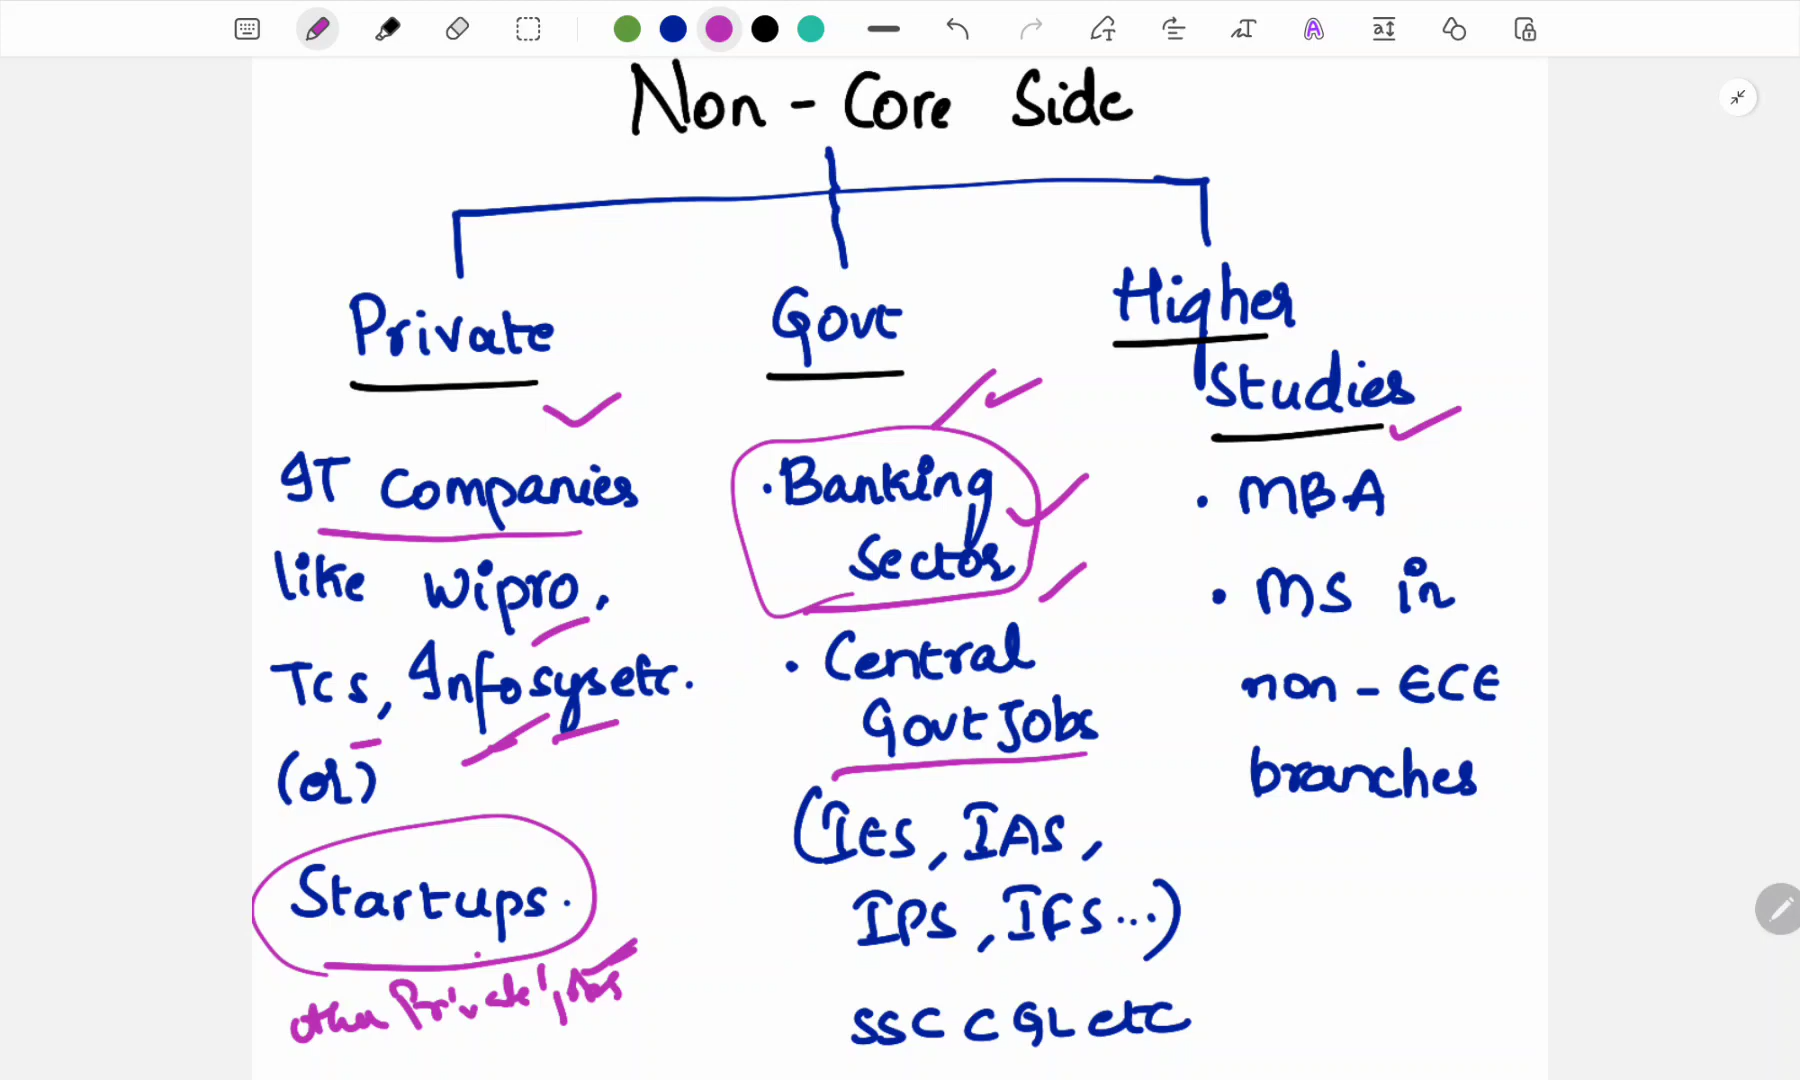 Non - Core Side
Private
IT Companies
like wipro,
Tcs, Infosys etc.
(or)
Startups.
other Private
Govt
. Banking
Sector
. Central
Govt Jobs
(IES, IAS,
IPS, IFS ...)
SSC CGL etc
Higher
Studies
. MBA
. MS in
non - ECE
branches